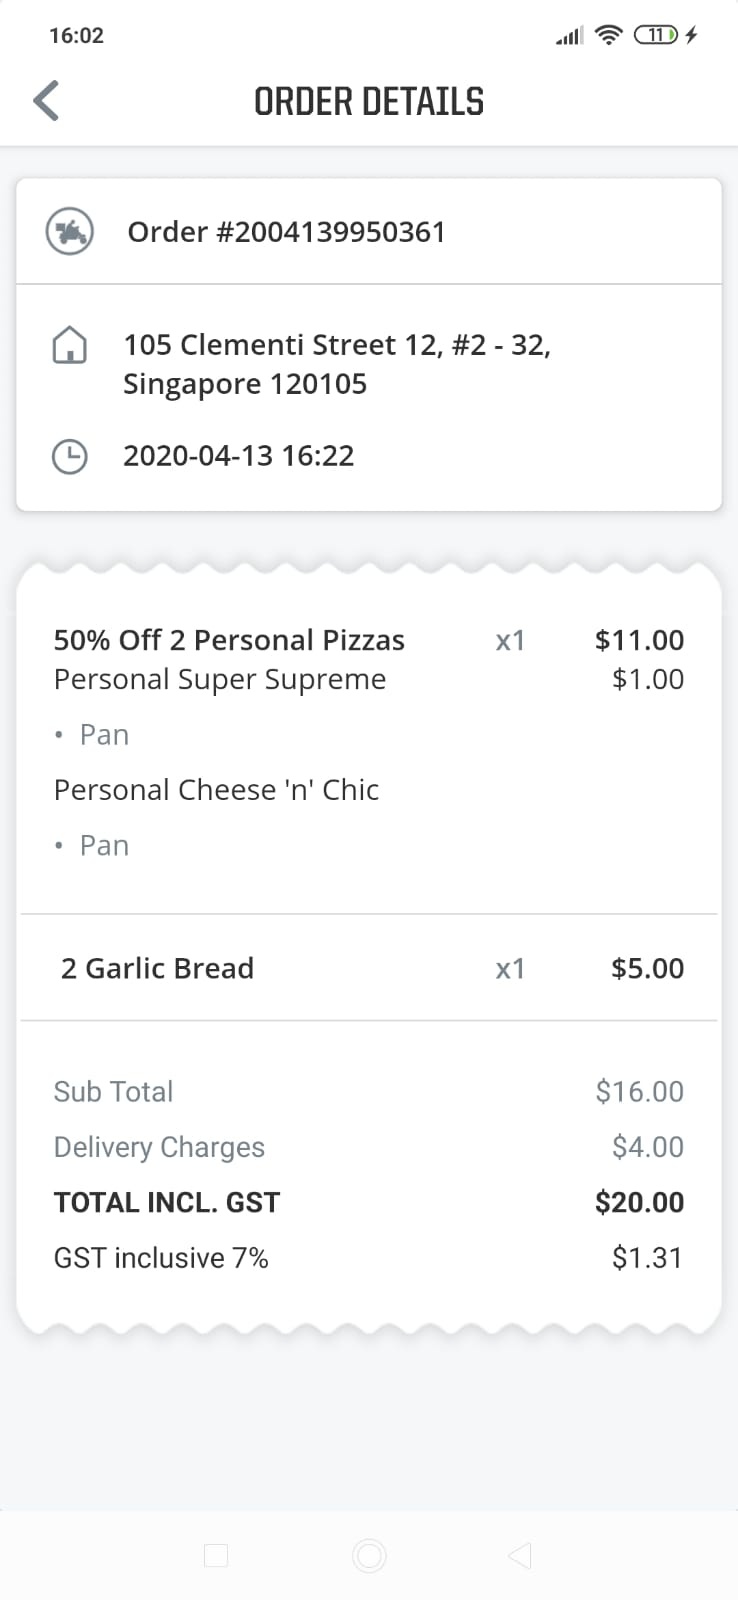 16:02
11
ORDER DETAILS
Order #2004139950361
105 Clementi Street 12, #2 - 32,
Singapore 120105
2020-04-13 16:22
50% Off 2 Personal Pizzas x1 $11.00
Personal Super Supreme $1.00
• Pan
Personal Cheese 'n' Chic
• Pan
2 Garlic Bread x1 $5.00
Sub Total $16.00
Delivery Charges $4.00
TOTAL INCL. GST $20.00
GST inclusive 7% $1.31